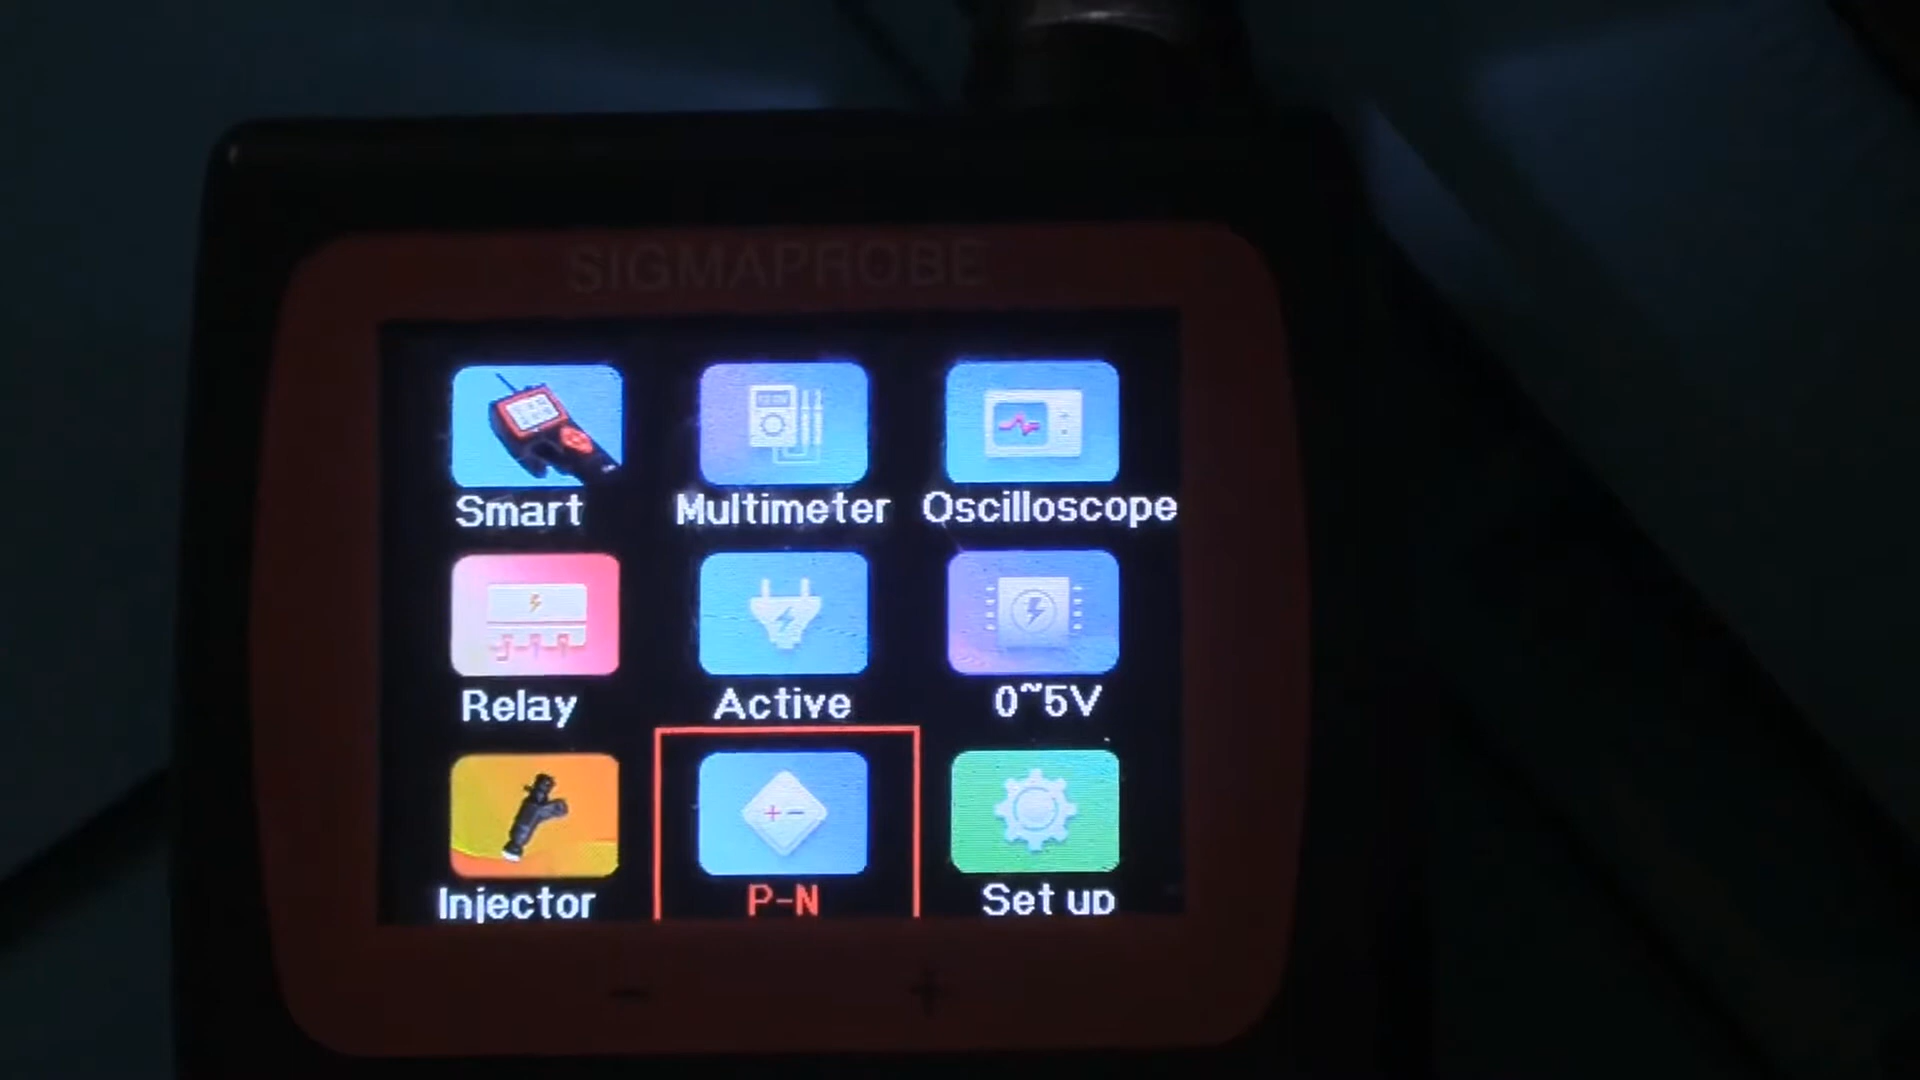 SIGMAPROBE
Smart
Multimeter
Oscilloscope
Relay
Active
0~5V
Injector
P-N
Set up
- +